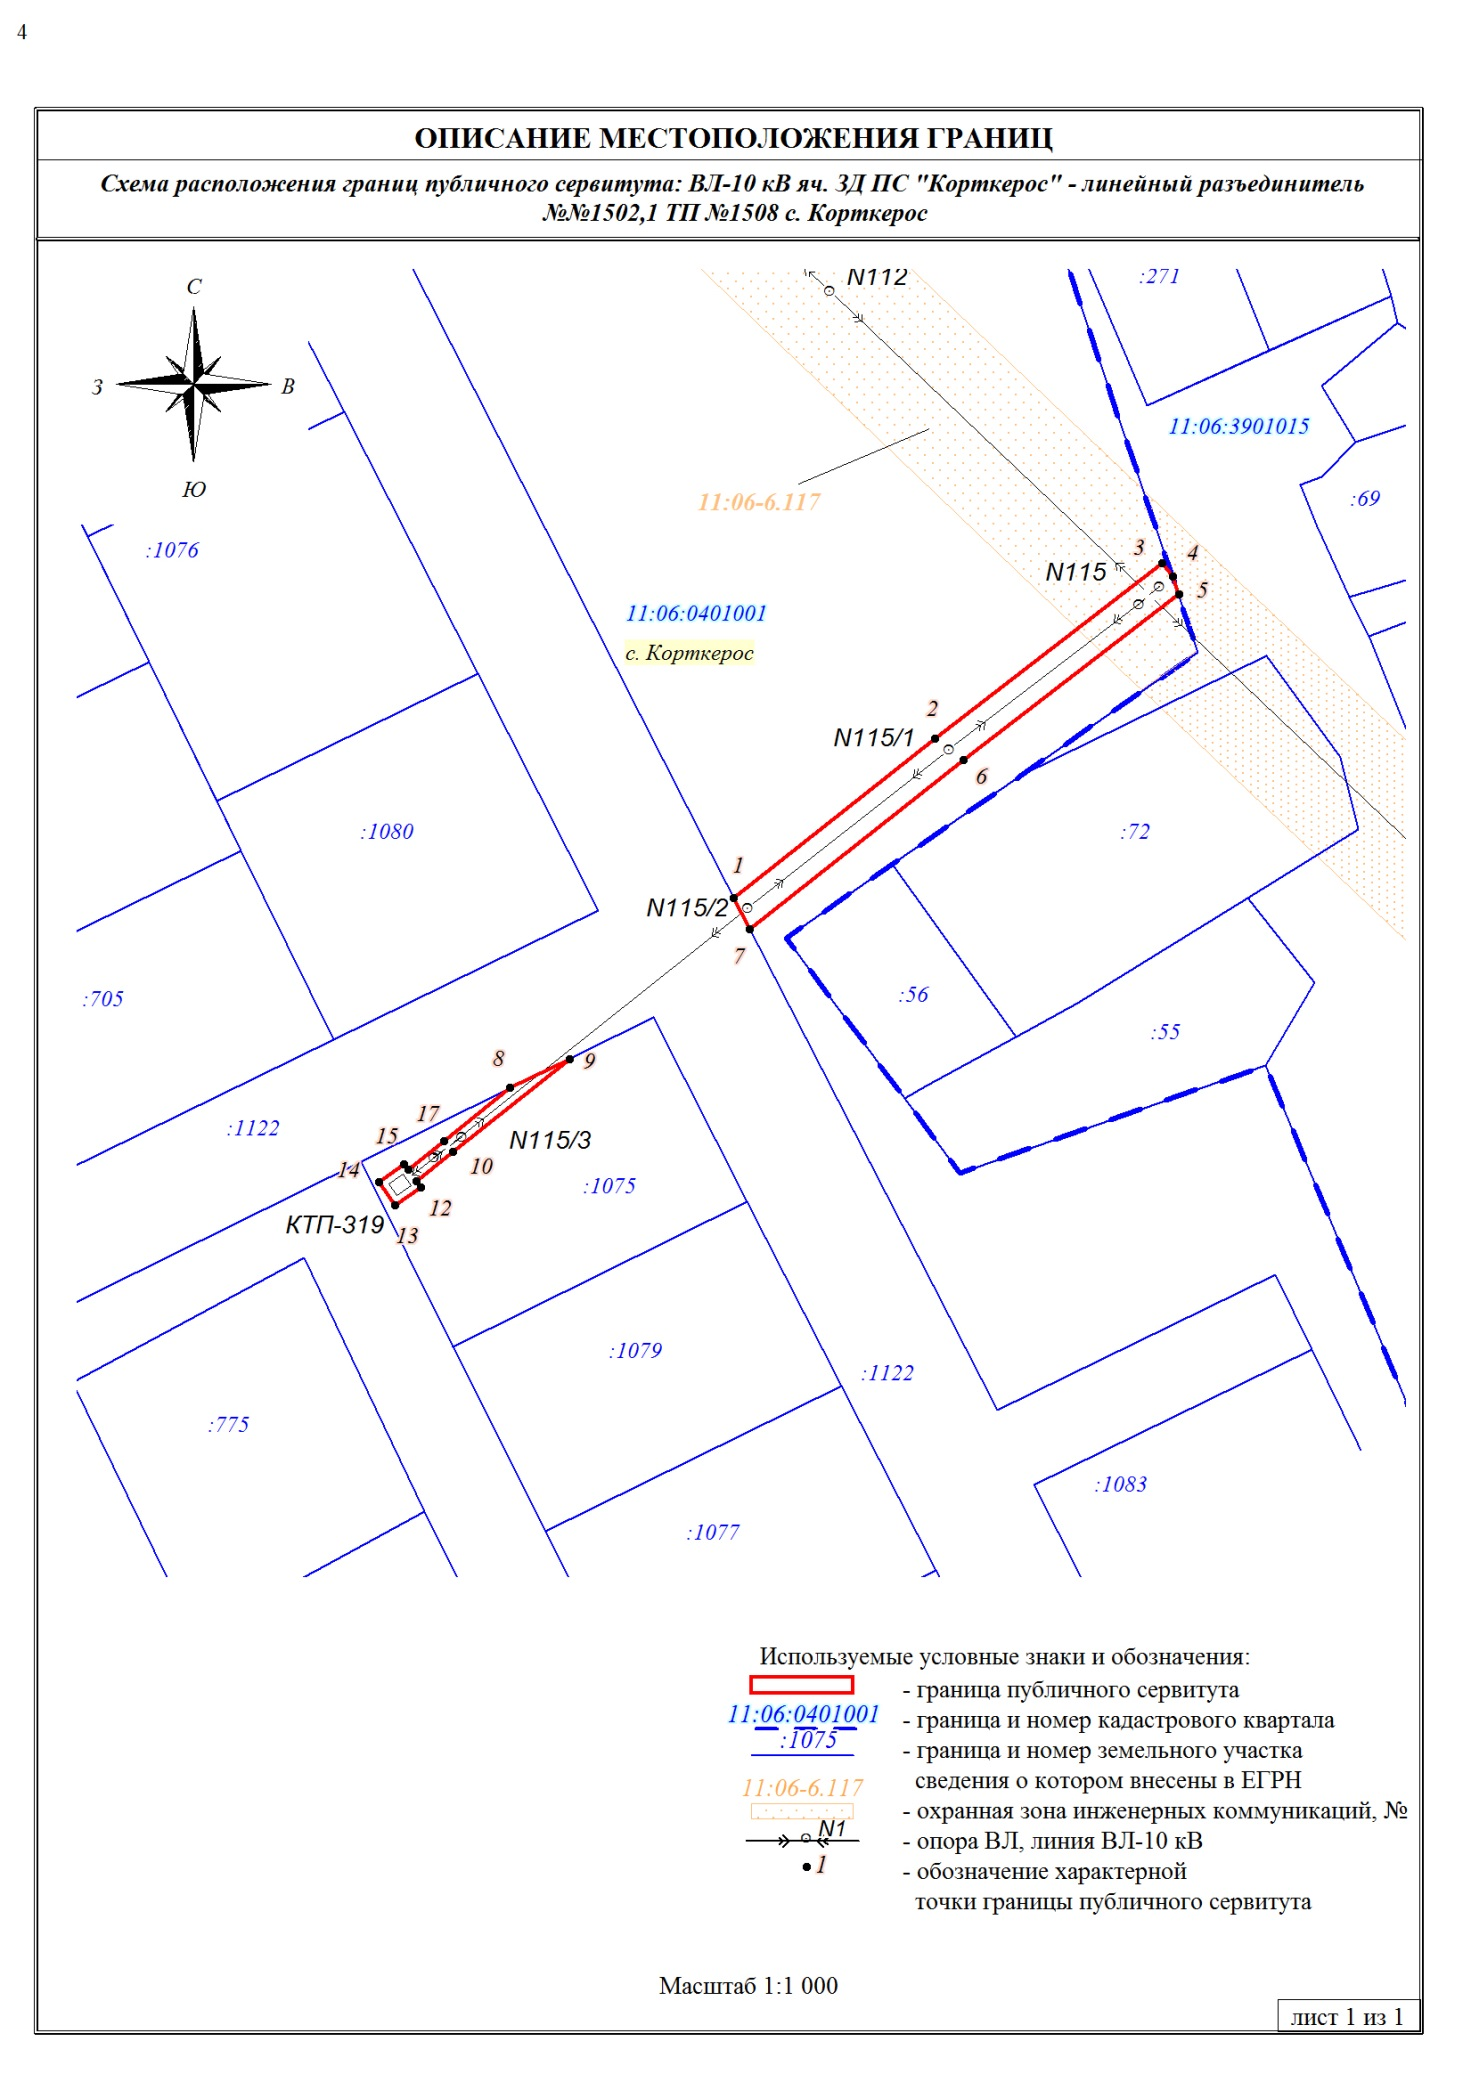 4
ОПИСАНИЕ МЕСТОПОЛОЖЕНИЯ ГРАНИЦ
Схема расположения границ публичного сервитута: ВЛ-10 кВ яч. 3Д ПС "Корткерос" - линейный разъединитель
№№1502,1 ТП №1508 с. Корткерос
С
З
В
Ю
N112
:271
11:06:3901015
:69
11:06-6.117
:1076
3
4
N115
5
11:06:0401001
с. Корткерос
2
N115/1
6
:1080
:72
1
N115/2
7
:705
:56
:55
8
9
17
:1122
15
N115/3
14
10
:1075
12
КТП-319
13
:1079
:1122
:775
:1083
:1077
Используемые условные знаки и обозначения:
- граница публичного сервитута
11:06:0401001
- граница и номер кадастрового квартала
:1075
- граница и номер земельного участка
сведения о котором внесены в ЕГРН
11:06-6.117
- охранная зона инженерных коммуникаций, №
N1
- опора ВЛ, линия ВЛ-10 кВ
1
- обозначение характерной
точки границы публичного сервитута
Масштаб 1:1 000
лист 1 из 1